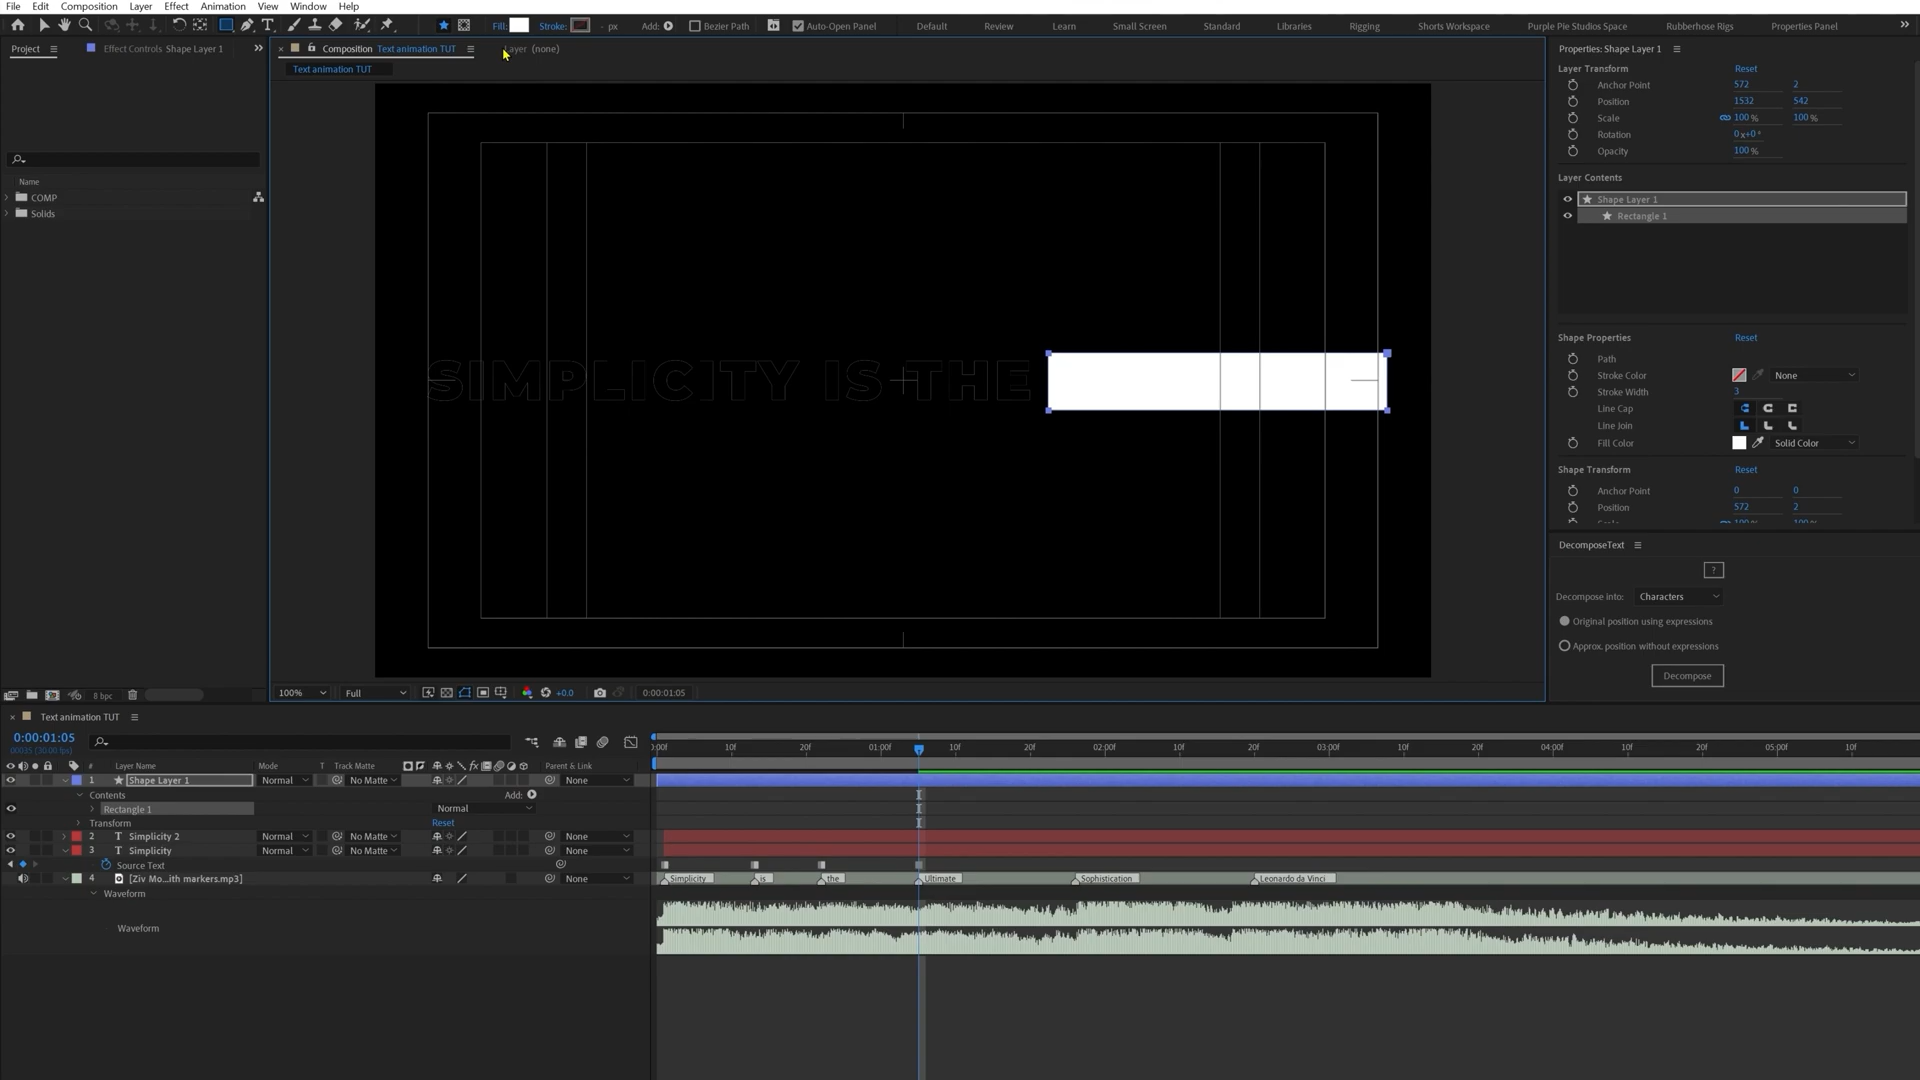 File Edit Composition Layer Effect Animation View Window Help
Fill: Stroke: - px Add: Bezier Path Auto-Open Panel Default Review Learn Small Screen Standard Libraries Rigging Shorts Workspace Purple Pie Studios Space Rubberhose Rigs Properties Panel
Project Effect Controls Shape Layer 1
Composition Text animation TUT Layer (none)
Text animation TUT
Name
COMP
Solids
8 bpc
SIMPLICITY IS THE
100% Full +0.0 0:00:01:05
Properties: Shape Layer 1
Layer Transform Reset
Anchor Point 572 2
Position 1532 542
Scale 100 % 100 %
Rotation 0x+0°
Opacity 100 %
Layer Contents
Shape Layer 1
Rectangle 1
Shape Properties Reset
Path
Stroke Color None
Stroke Width 3
Line Cap
Line Join
Fill Color Solid Color
Shape Transform Reset
Anchor Point 0 0
Position 572 2
DecomposeText
?
Decompose into: Characters
Original position using expressions
Approx. position without expressions
Decompose
Text animation TUT
0:00:01:05
00035 (30.00 fps)
Layer Name Mode T Track Matte Parent & Link
:00f 10f 20f 01:00f 10f 20f 02:00f 10f 20f 03:00f 10f 20f 04:00f 10f 20f 05:00f 10f
1 Shape Layer 1 Normal No Matte None
Contents Add:
Rectangle 1 Normal
Transform Reset
2 T Simplicity 2 Normal No Matte None
3 T Simplicity Normal No Matte None
Source Text
4 [Ziv Mo...ith markers.mp3] None
Simplicity is the Ultimate Sophistication Leonardo da Vinci
Waveform
Waveform